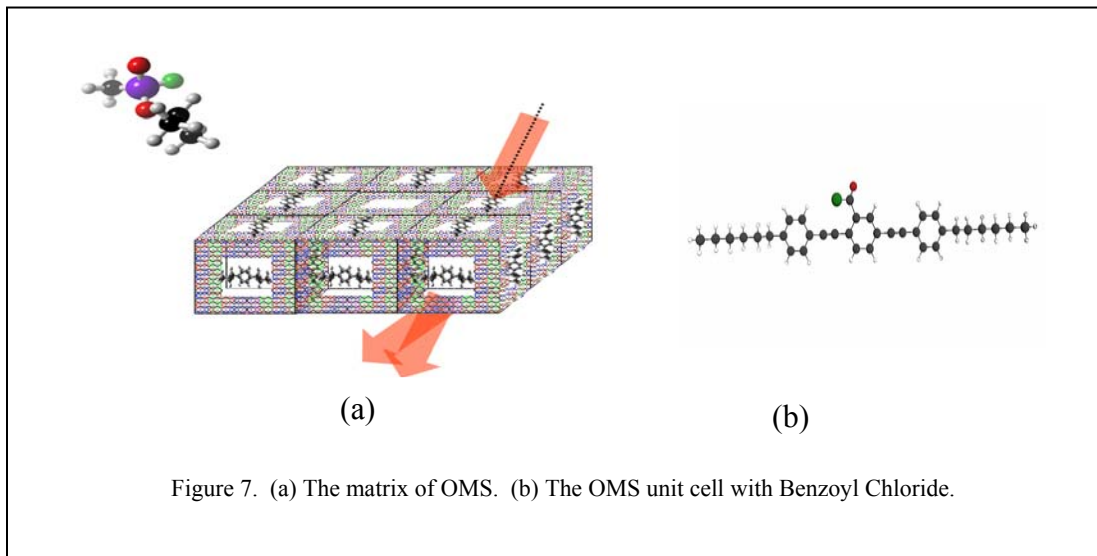 (a)
(b)
Figure 7.  (a) The matrix of OMS.  (b) The OMS unit cell with Benzoyl Chloride.